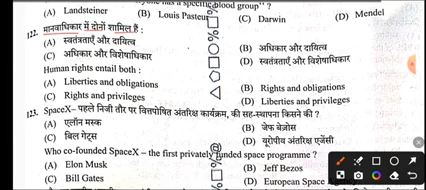 specific blood group" ?
(A) Landsteiner (B) Louis Pasteur (C) Darwin (D) Mendel
122. मानवाधिकार में दोनों शामिल हैं :
(A) स्वतंत्रताएँ और दायित्व (B) अधिकार और दायित्व
(C) अधिकार और विशेषाधिकार (D) स्वतंत्रताएँ और विशेषाधिकार
Human rights entail both :
(A) Liberties and obligations (B) Rights and obligations
(C) Rights and privileges (D) Liberties and privileges
123. SpaceX– पहले निजी तौर पर वित्तपोषित अंतरिक्ष कार्यक्रम, की सह-स्थापना किसने की ?
(A) एलॉन मस्क (B) जेफ बेज़ोस
(C) बिल गेट्स (D) यूरोपीय अंतरिक्ष एजेंसी
Who co-founded SpaceX – the first privately funded space programme ?
(A) Elon Musk (B) Jeff Bezos
(C) Bill Gates (D) European Space